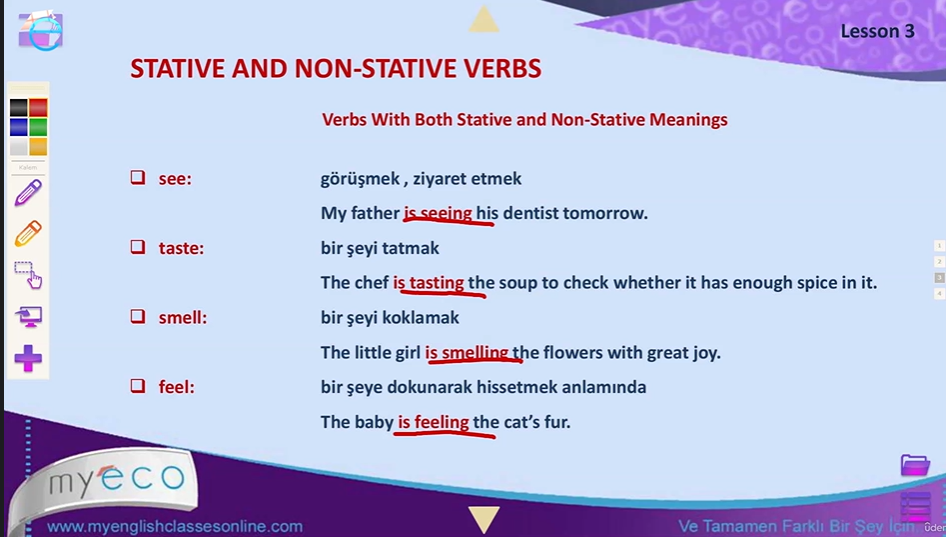 Lesson 3
STATIVE AND NON-STATIVE VERBS
Verbs With Both Stative and Non-Stative Meanings
see: görüşmek , ziyaret etmek
My father is seeing his dentist tomorrow.
taste: bir şeyi tatmak
The chef is tasting the soup to check whether it has enough spice in it.
smell: bir şeyi koklamak
The little girl is smelling the flowers with great joy.
feel: bir şeye dokunarak hissetmek anlamında
The baby is feeling the cat's fur.
Kalem
1
2
3
4
myeco
www.myenglishclassesonline.com
Ve Tamamen Farklı Bir Şey İçin..